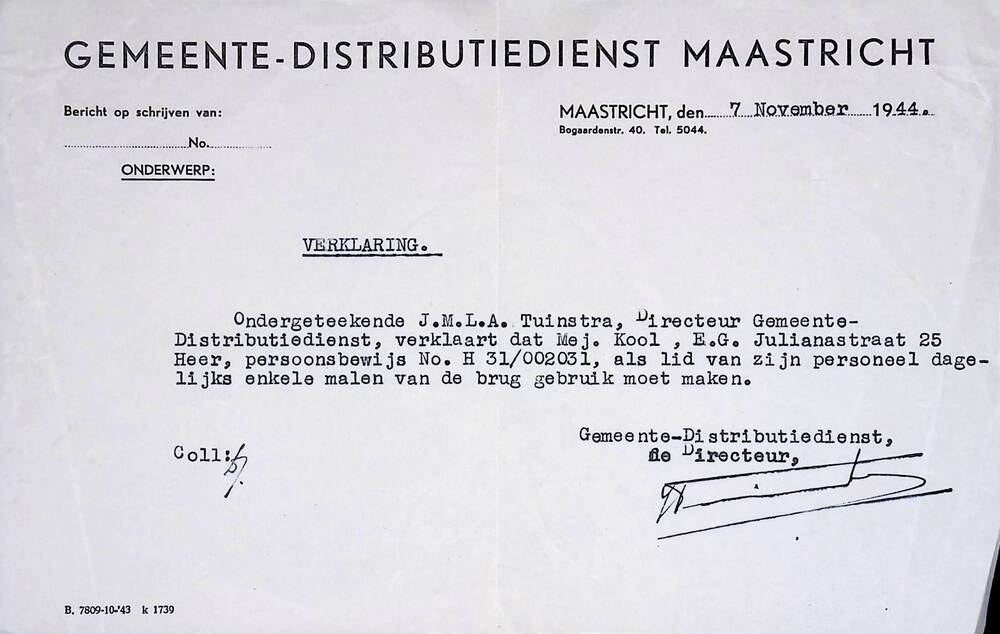 GEMEENTE-DISTRIBUTIEDIENST MAASTRICHT
Bericht op schrijven van:
MAASTRICHT, den 7 November 1944.
Bogaardenstr. 40. Tel. 5044.
No.
ONDERWERP:
VERKLARING.
Ondergeteekende J.M.L.A. Tuinstra, Directeur Gemeente-
Distributiedienst, verklaart dat Mej. Kool , E.G. Julianastraat 25
Heer, persoonsbewijs No. H 31/002031, als lid van zijn personeel dage-
lijks enkele malen van de brug gebruik moet maken.
Gemeente-Distributiedienst,
de Directeur,
Coll:
B. 7809-10-'43 k 1739